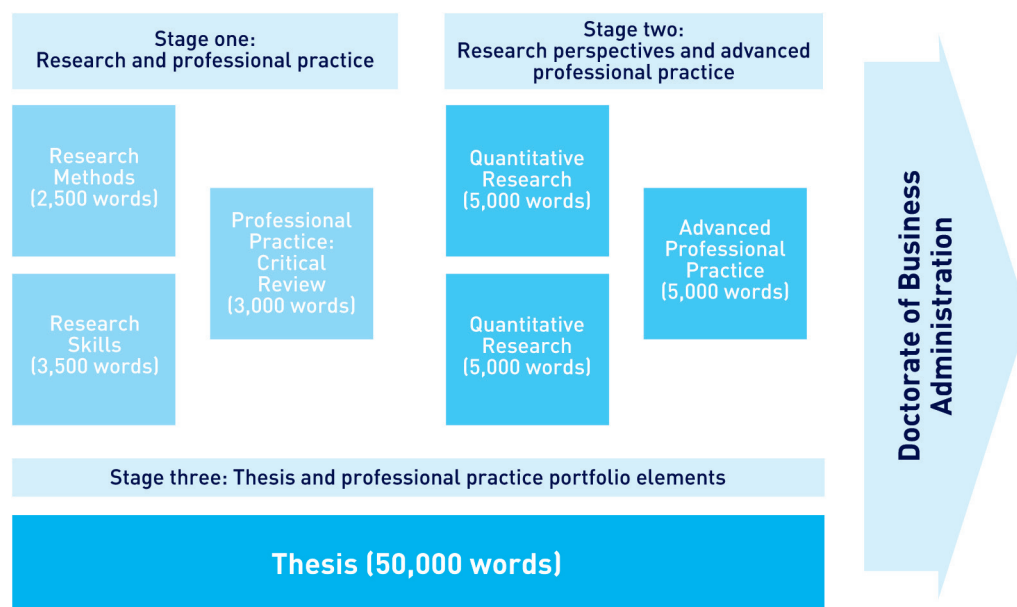 Stage one:
Research and professional practice
Research
Methods
(2,500 words)
Research
Skills
(3,500 words)
Professional
Practice:
Critical
Review
(3,000 words)
Stage two:
Research perspectives and advanced
professional practice
Quantitative
Research
(5,000 words)
Quantitative
Research
(5,000 words)
Advanced
Professional
Practice
(5,000 words)
Stage three: Thesis and professional practice portfolio elements
Thesis (50,000 words)
Doctorate of Business
Administration